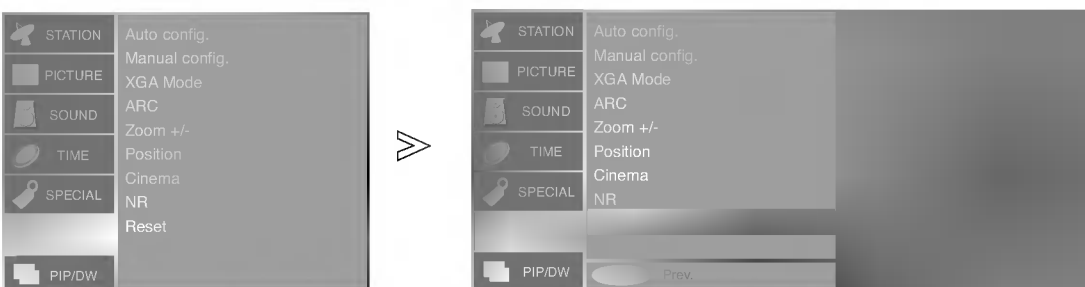 STATION
PICTURE
SOUND
TIME
SPECIAL
PIP/DW
Auto config.
Manual config.
XGA Mode
ARC
Zoom +/-
Position
Cinema
NR
Reset
STATION
PICTURE
SOUND
TIME
SPECIAL
PIP/DW
Auto config.
Manual config.
XGA Mode
ARC
Zoom +/-
Position
Cinema
NR
Prev.